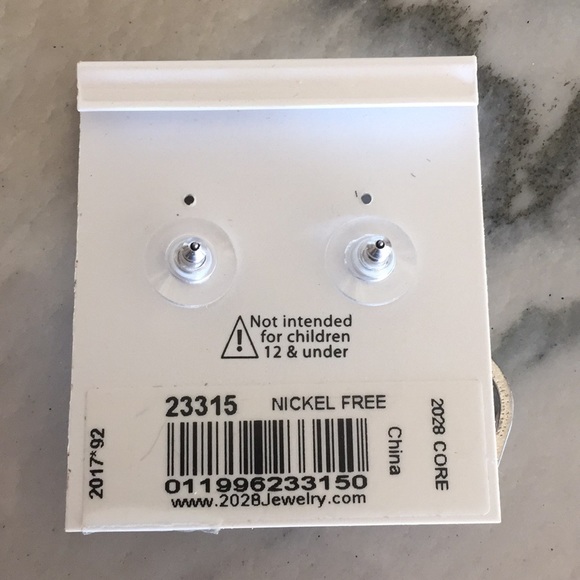 Not intended
for children
12 & under
23315 NICKEL FREE
011996233150
www.2028Jewelry.com
2017*92
China
2028 CORE